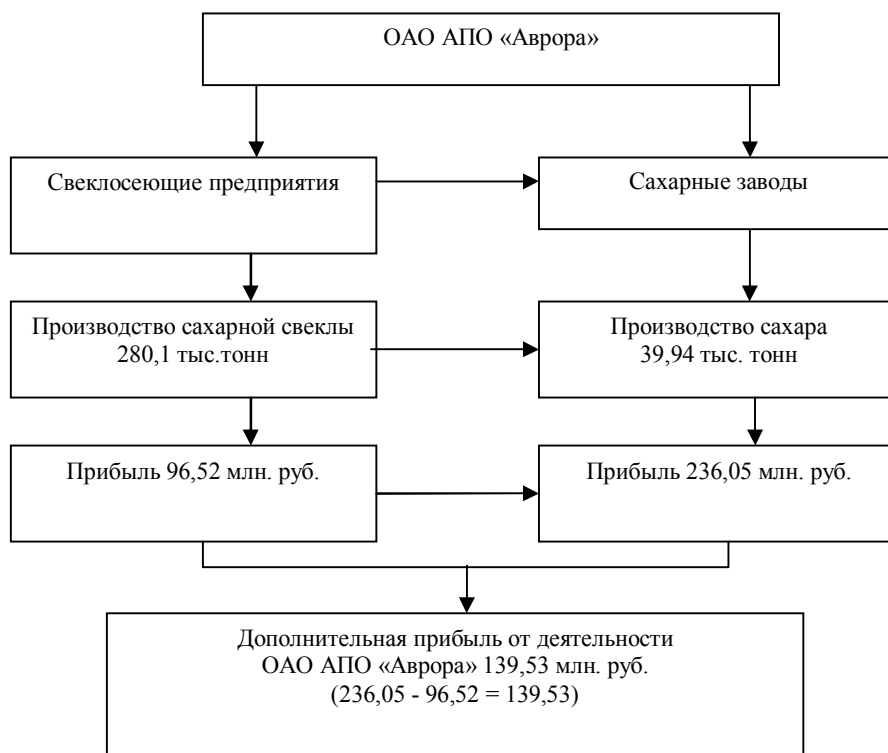 ОАО АПО «Аврора»
Свеклосеющие предприятия
Сахарные заводы
Производство сахарной свеклы
280,1 тыс.тонн
Производство сахара
39,94 тыс. тонн
Прибыль 96,52 млн. руб.
Прибыль 236,05 млн. руб.
Дополнительная прибыль от деятельности
ОАО АПО «Аврора» 139,53 млн. руб.
(236,05 - 96,52 = 139,53)